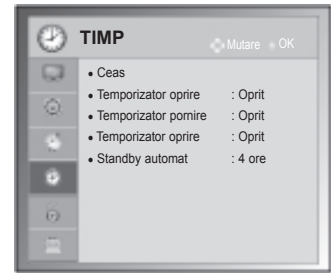 TIMP
Mutare OK
• Ceas
• Temporizator oprire : Oprit
• Temporizator pornire : Oprit
• Temporizator oprire : Oprit
• Standby automat : 4 ore